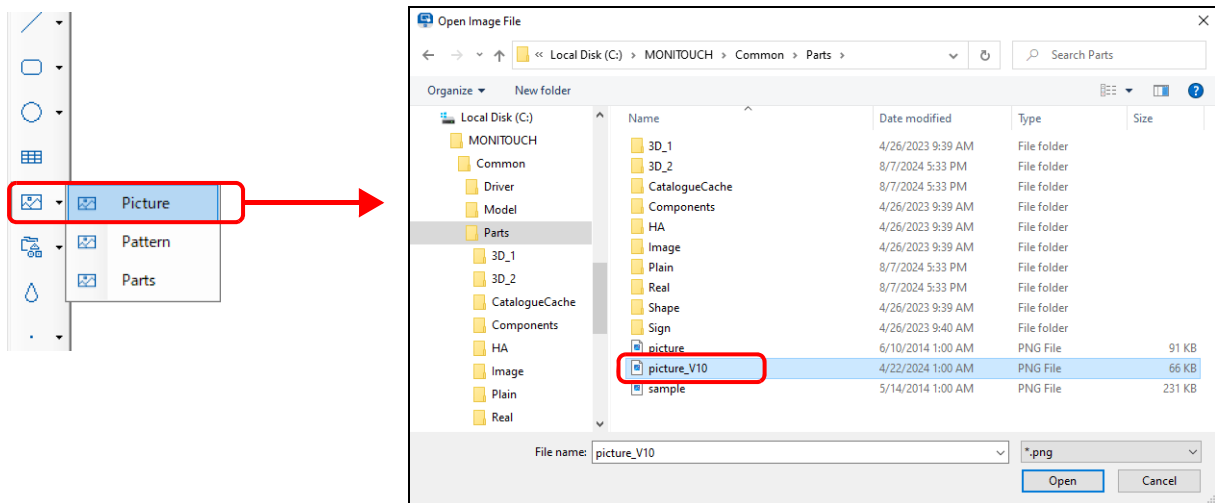 Picture
Pattern
Parts
Open Image File
« Local Disk (C:) › MONITOUCH › Common › Parts ›
Search Parts
Organize
New folder
?
Local Disk (C:)
MONITOUCH
Common
Driver
Model
Parts
3D_1
3D_2
CatalogueCache
Components
HA
Image
Plain
Real
Name Date modified Type Size
3D_1 4/26/2023 9:39 AM File folder
3D_2 8/7/2024 5:33 PM File folder
CatalogueCache 8/7/2024 5:33 PM File folder
Components 4/26/2023 9:39 AM File folder
HA 4/26/2023 9:39 AM File folder
Image 4/26/2023 9:39 AM File folder
Plain 8/7/2024 5:33 PM File folder
Real 8/7/2024 5:33 PM File folder
Shape 4/26/2023 9:39 AM File folder
Sign 4/26/2023 9:40 AM File folder
picture 6/10/2014 1:00 AM PNG File 91 KB
picture_V10 4/22/2024 1:00 AM PNG File 66 KB
sample 5/14/2014 1:00 AM PNG File 231 KB
File name: picture_V10
*.png
Open
Cancel